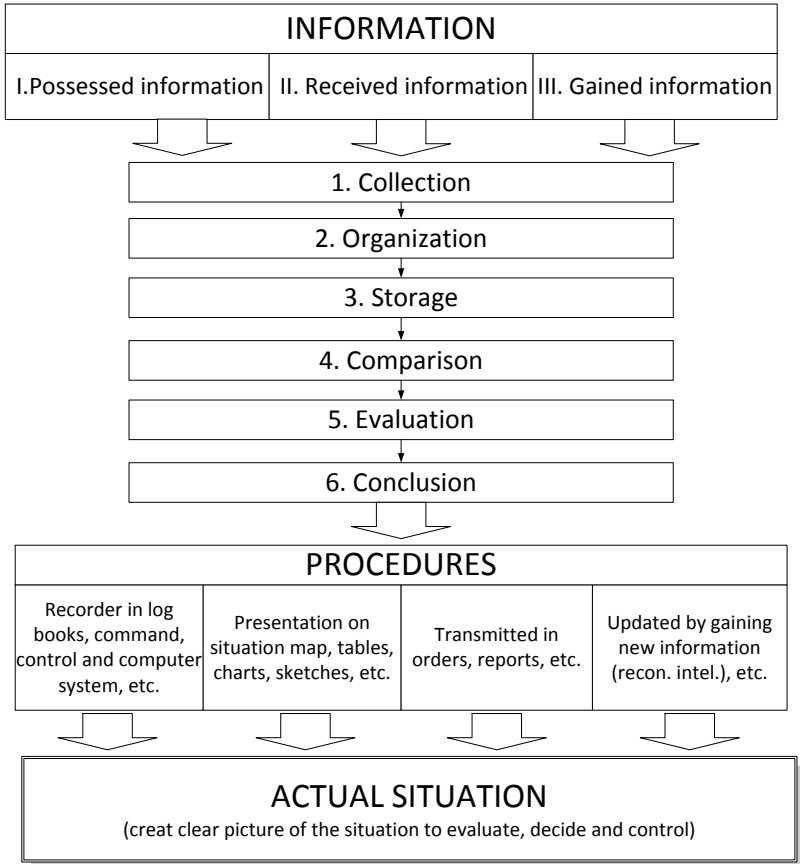 INFORMATION
I.Possessed information
II. Received information
III. Gained information
1. Collection
2. Organization
3. Storage
4. Comparison
5. Evaluation
6. Conclusion
PROCEDURES
Recorder in log
books, command,
control and computer
system, etc.
Presentation on
situation map, tables,
charts, sketches, etc.
Transmitted in
orders, reports, etc.
Updated by gaining
new information
(recon. intel.), etc.
ACTUAL SITUATION
(creat clear picture of the situation to evaluate, decide and control)